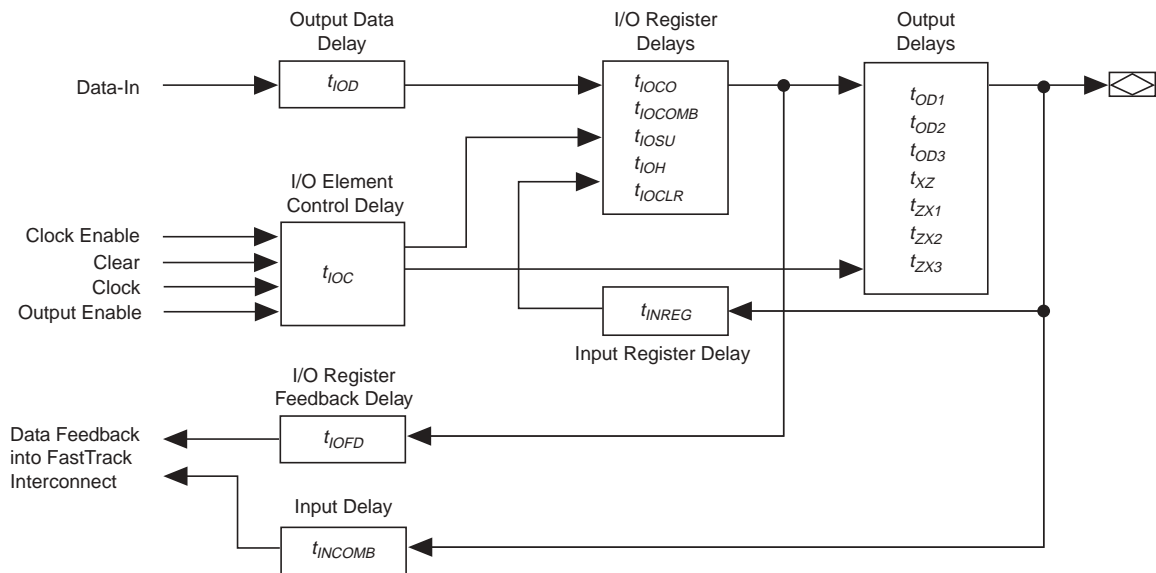 Output Data
Delay
I/O Register
Delays
Output
Delays
Data-In
tIOD
tIOCO
tIOCOMB
tIOSU
tIOH
tIOCLR
tOD1
tOD2
tOD3
tXZ
tZX1
tZX2
tZX3
I/O Element
Control Delay
Clock Enable
Clear
Clock
Output Enable
tIOC
tINREG
Input Register Delay
I/O Register
Feedback Delay
Data Feedback
into FastTrack
Interconnect
tIOFD
Input Delay
tINCOMB